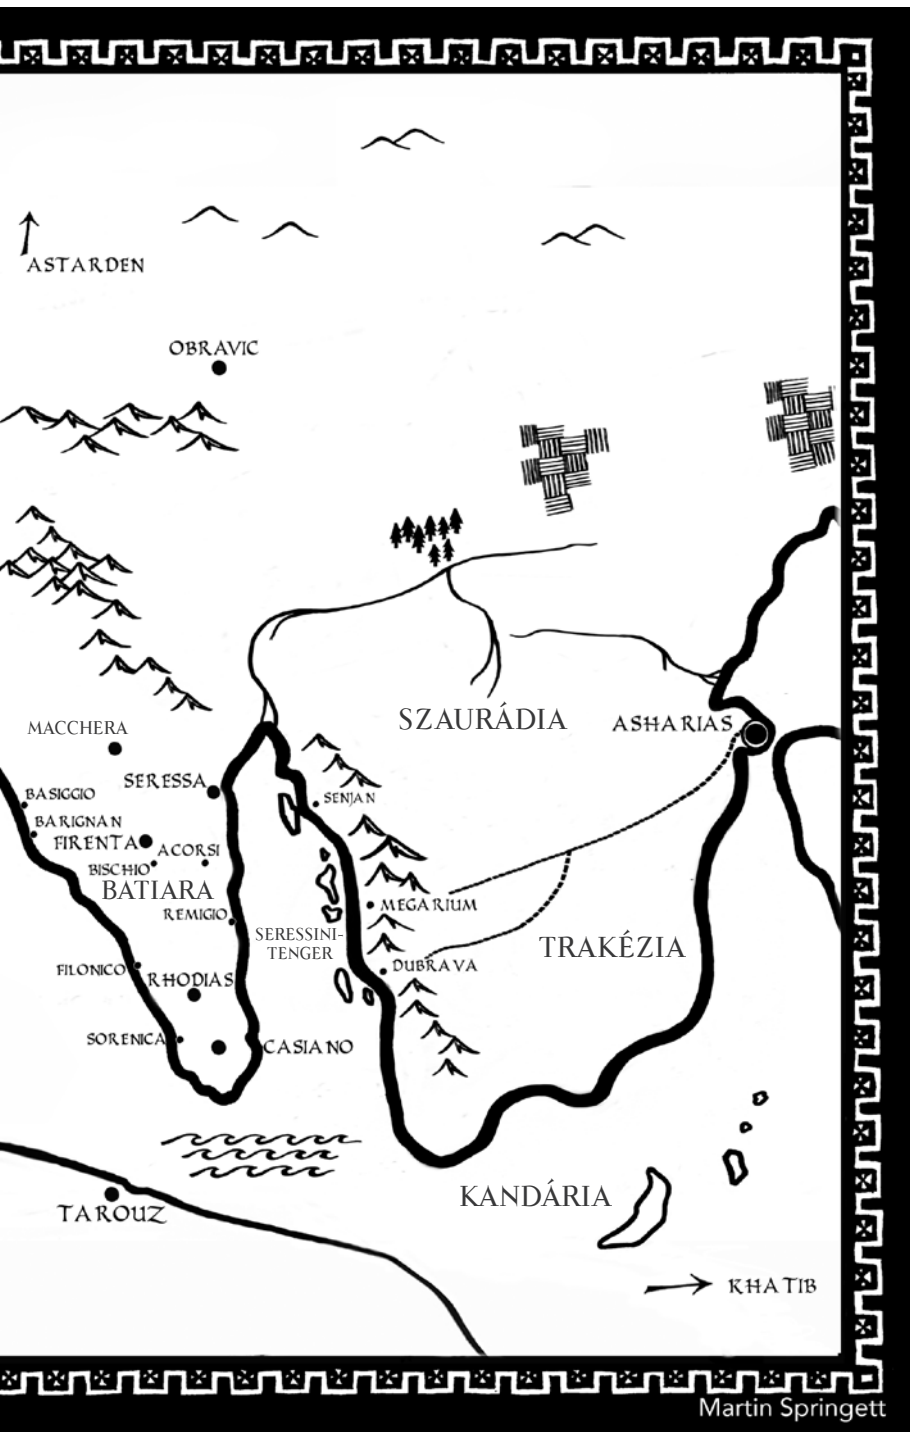 ASTARDEN
OBRAVIC
SZAURÁDIA
ASHARIAS
MACCHERA
SERESSA
BASIGGIO
SENJAN
BARIGNAN
FIRENTA
ACORSI
BISCHIO
BATIARA
MEGARIUM
REMIGIO
SERESSINI-
TENGER
TRAKÉZIA
DUBRAVA
FILONICO
RHODIAS
SORENICA
CASIANO
KANDÁRIA
TAROUZ
KHATIB
Martin Springett